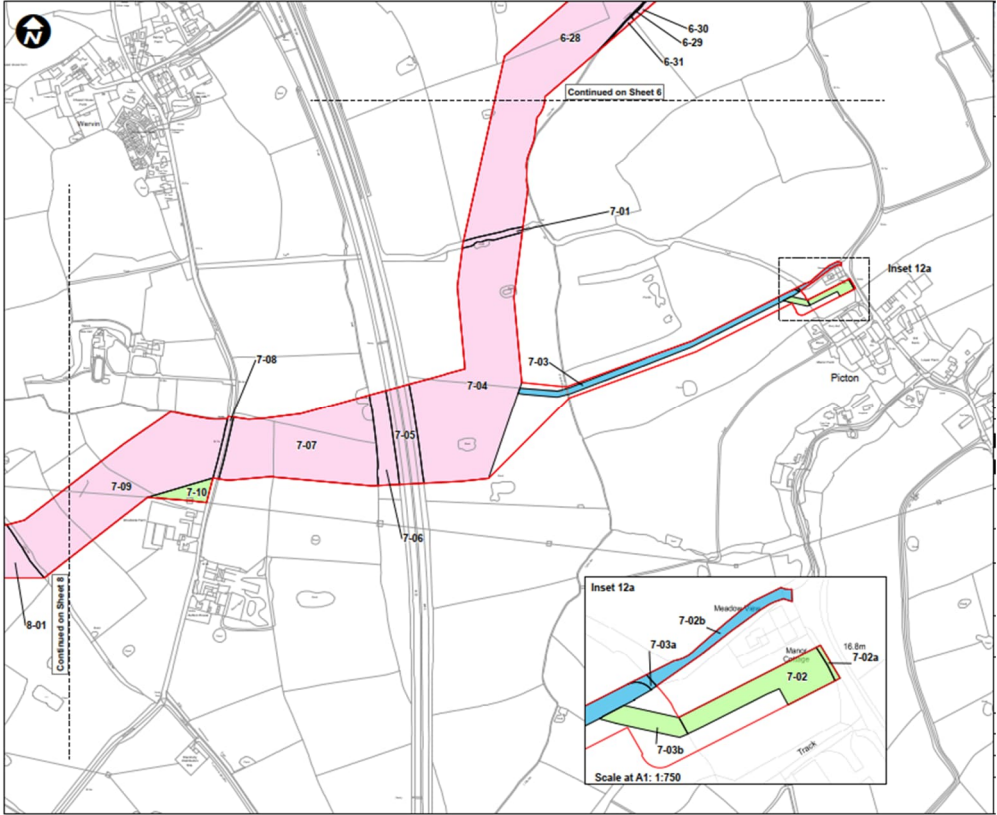 N
6-28
6-30
6-29
6-31
Continued on Sheet 6
Wervin
7-01
Inset 12a
7-03
Picton
7-08
7-04
7-05
7-07
7-09
7-10
7-06
8-01
Continued on Sheet 8
Inset 12a
Meadow View
7-02b
7-03a
Manor
Cottage
16.8m
7-02a
7-02
7-03b
Track
Scale at A1: 1:750